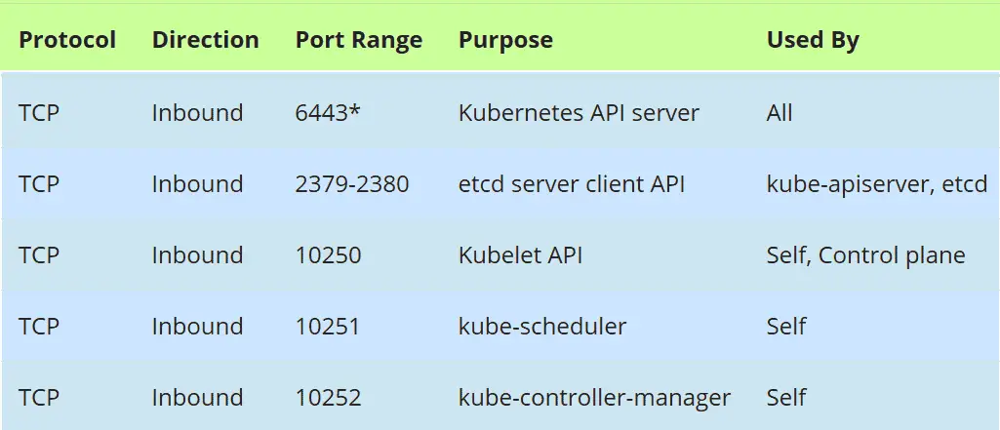 Protocol Direction Port Range Purpose Used By
TCP Inbound 6443* Kubernetes API server All
TCP Inbound 2379-2380 etcd server client API kube-apiserver, etcd
TCP Inbound 10250 Kubelet API Self, Control plane
TCP Inbound 10251 kube-scheduler Self
TCP Inbound 10252 kube-controller-manager Self